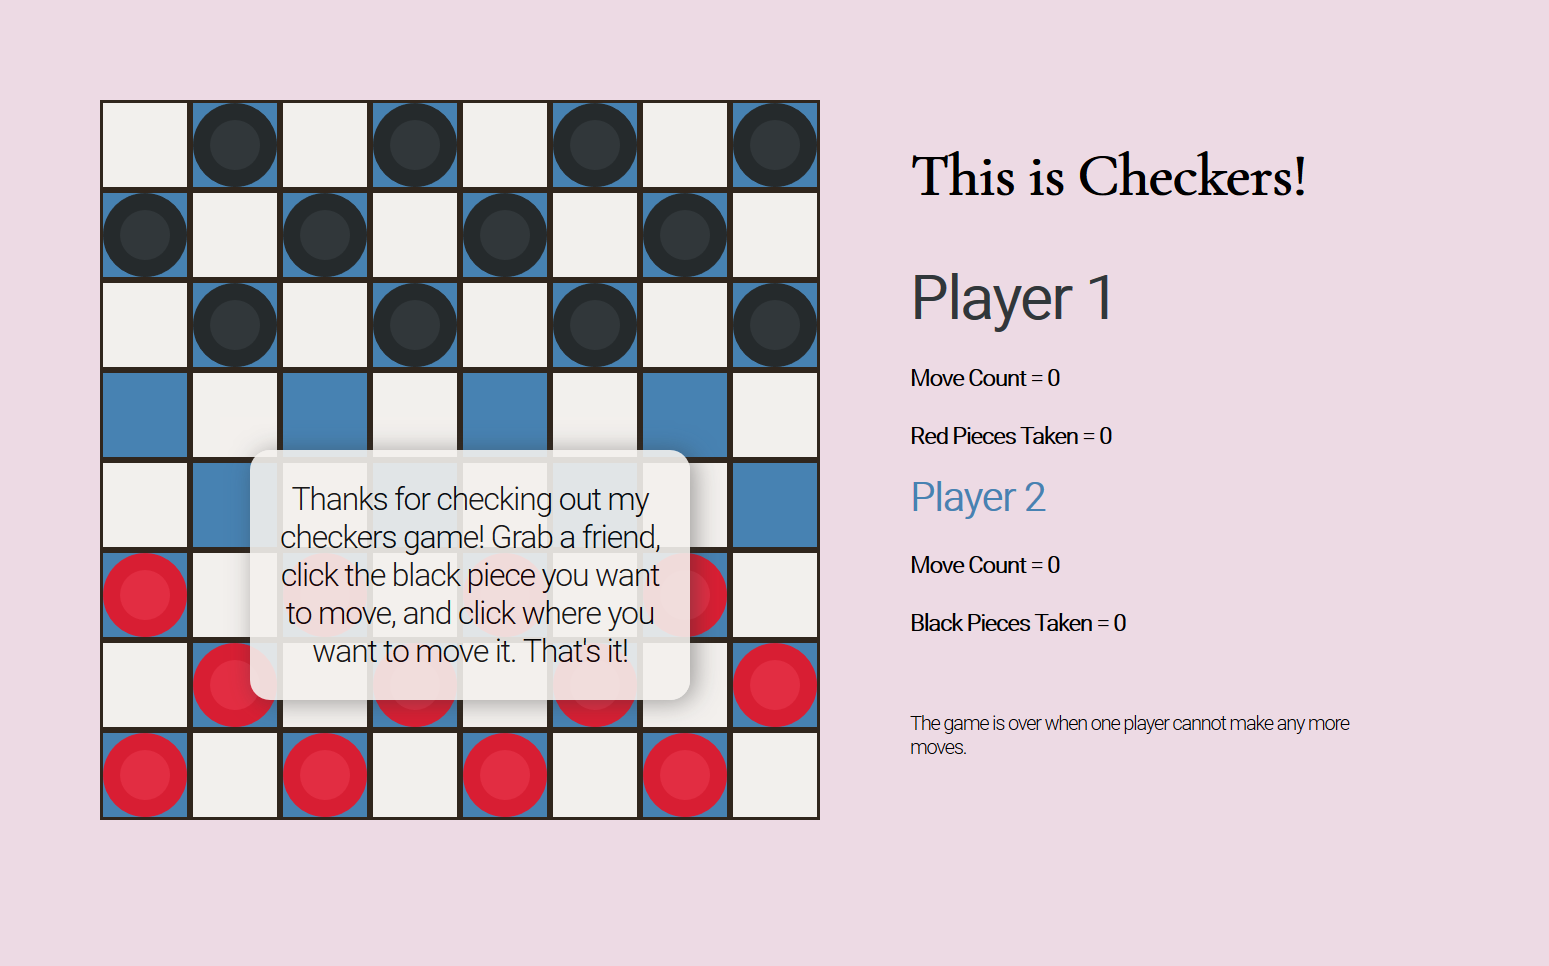 Thanks for checking out my
checkers game! Grab a friend,
click the black piece you want
to move, and click where you
want to move it. That's it!
This is Checkers!
Player 1
Move Count = 0
Red Pieces Taken = 0
Player 2
Move Count = 0
Black Pieces Taken = 0
The game is over when one player cannot make any more
moves.